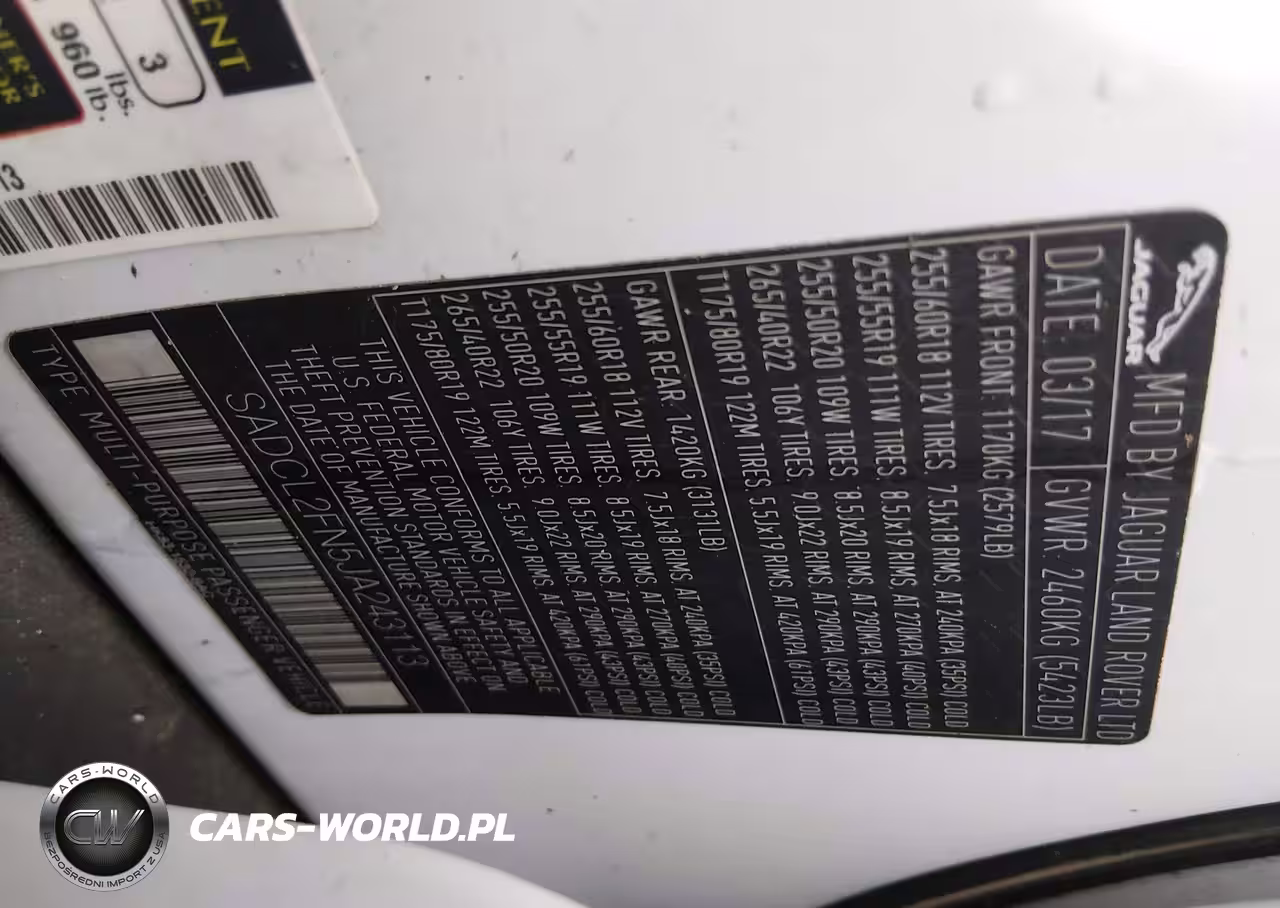 ENT
3
lbs.
960 lb.
13
JAGUAR
MFD BY JAGUAR LAND ROVER LTD
DATE: 03/17
GVWR: 2460KG (5423LB)
GAWR FRONT: 1170KG (2579LB)
255/60R18 112V TIRES 7.5Jx18 RIMS AT 240KPA (35PSI) COLD
255/55R19 111W TIRES 8.5Jx19 RIMS AT 270KPA (40PSI) COLD
255/50R20 109W TIRES 8.5Jx20 RIMS AT 290KPA (43PSI) COLD
265/40R22 106Y TIRES 9.0Jx22 RIMS AT 290KPA (43PSI) COLD
T175/80R19 122M TIRES 5.5Jx19 RIMS AT 420KPA (61PSI) COLD
GAWR REAR: 1420KG (3131LB)
255/60R18 112V TIRES 7.5Jx18 RIMS AT 240KPA (35PSI) COLD
255/55R19 111W TIRES 8.5Jx19 RIMS AT 270KPA (40PSI) COLD
255/50R20 109W TIRES 8.5Jx20 RIMS AT 290KPA (43PSI) COLD
265/40R22 106Y TIRES 9.0Jx22 RIMS AT 290KPA (43PSI) COLD
T175/80R19 122M TIRES 5.5Jx19 RIMS AT 420KPA (61PSI) COLD
THIS VEHICLE CONFORMS TO ALL APPLICABLE
U.S. FEDERAL MOTOR VEHICLE SAFETY AND
THEFT PREVENTION STANDARDS IN EFFECT ON
THE DATE OF MANUFACTURE SHOWN ABOVE
SADCL2FN5JA243113
TYPE MULTI-PURPOSE PASSENGER VEHICLE
CARS-WORLD
CW
BEZPOŚREDNI IMPORT Z USA
CARS-WORLD.PL